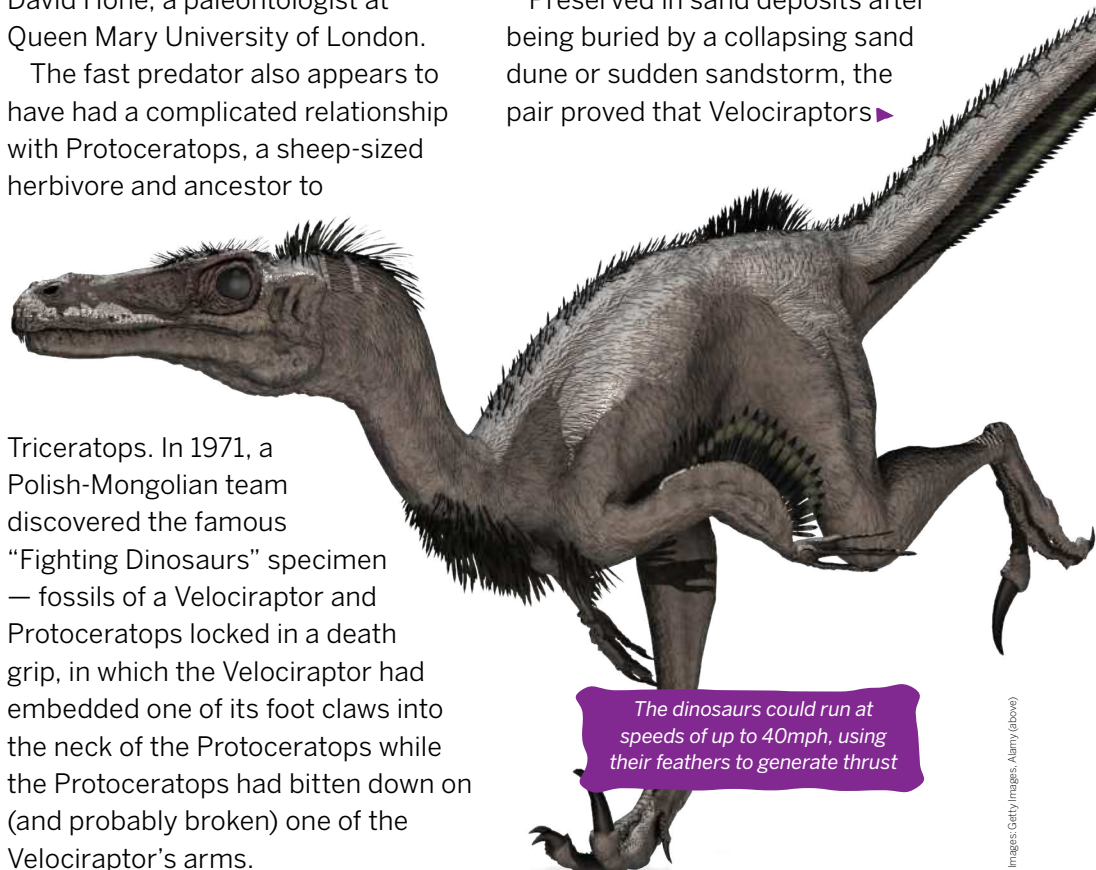 David Hone, a paleontologist at
Queen Mary University of London.
The fast predator also appears to
have had a complicated relationship
with Protoceratops, a sheep-sized
herbivore and ancestor to
Triceratops. In 1971, a
Polish-Mongolian team
discovered the famous
“Fighting Dinosaurs” specimen
— fossils of a Velociraptor and
Protoceratops locked in a death
grip, in which the Velociraptor had
embedded one of its foot claws into
the neck of the Protoceratops while
the Protoceratops had bitten down on
(and probably broken) one of the
Velociraptor’s arms.
Preserved in sand deposits after
being buried by a collapsing sand
dune or sudden sandstorm, the
pair proved that Velociraptors ►
The dinosaurs could run at
speeds of up to 40mph, using
their feathers to generate thrust
Images: Getty Images, Alamy (above)